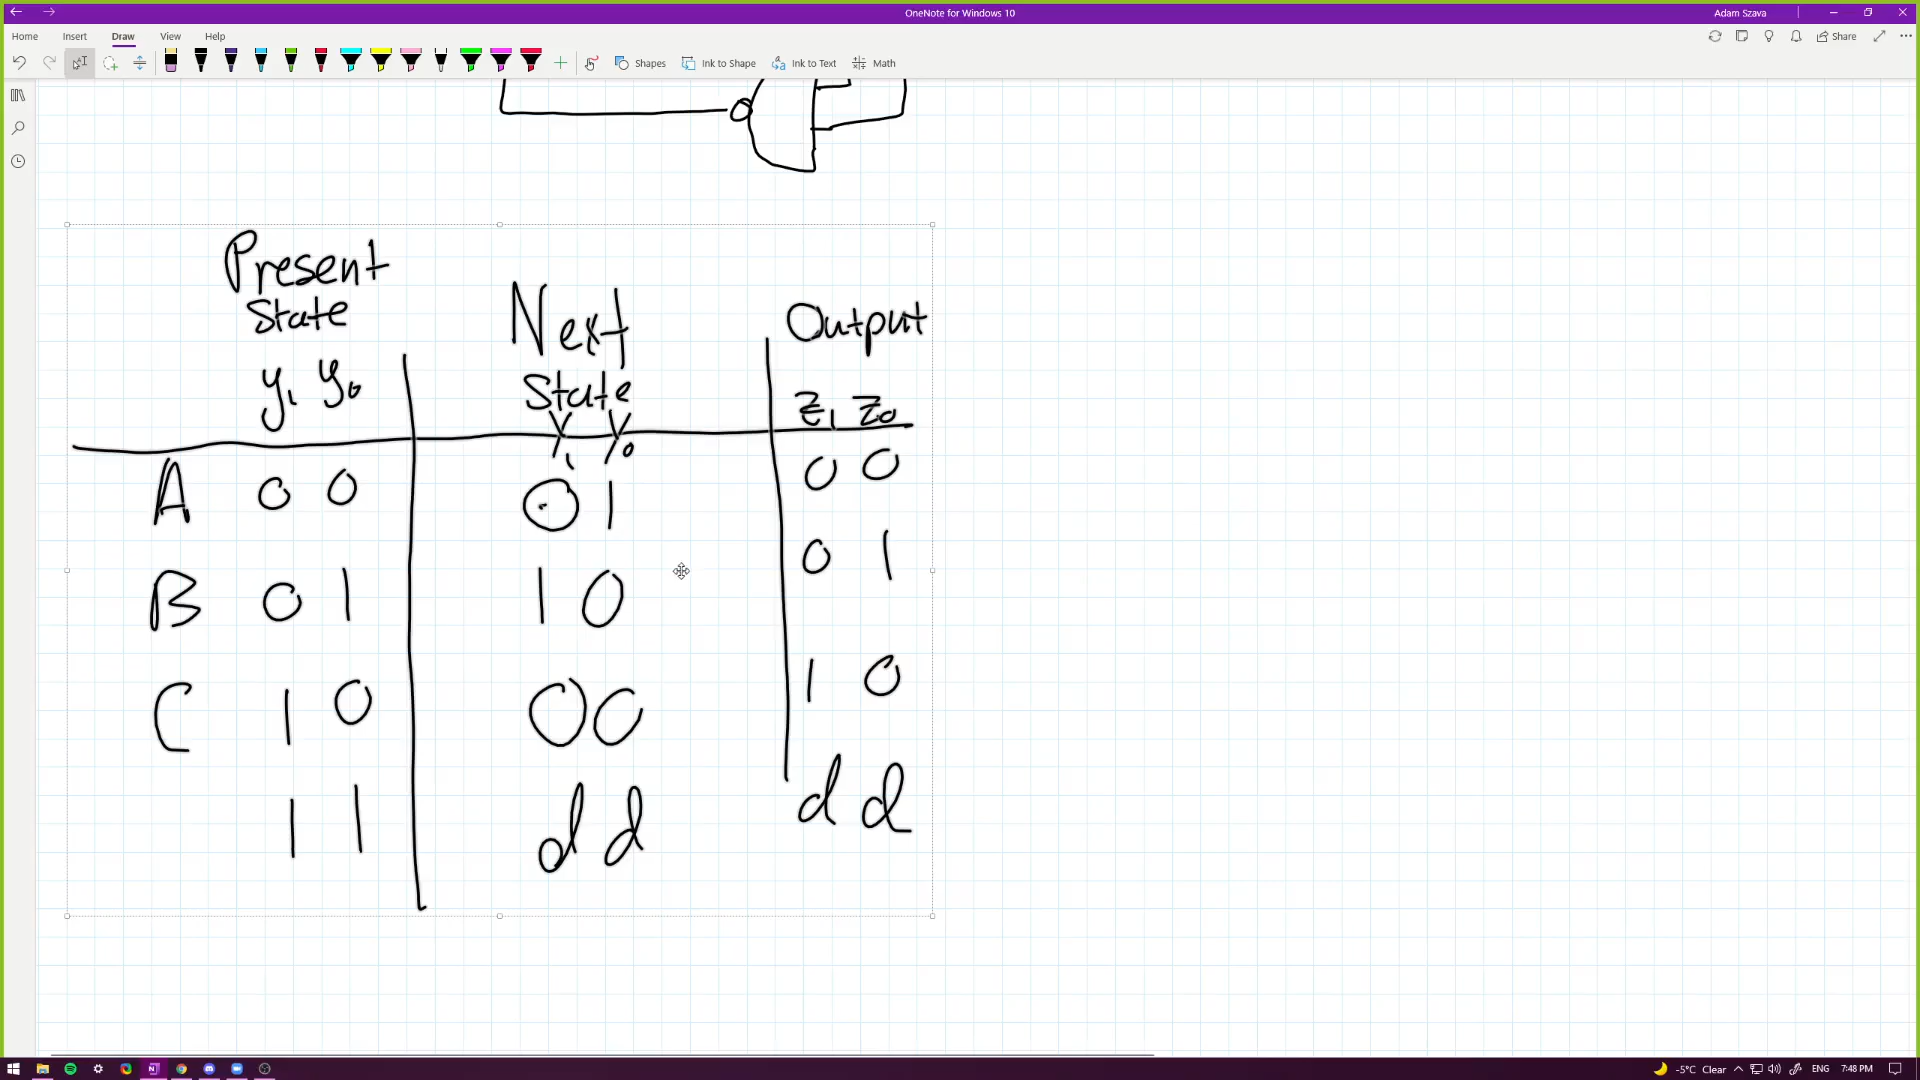 OneNote for Windows 10
Adam Szava
Home Insert Draw View Help
Share
Shapes Ink to Shape Ink to Text Math
Present
State
Next
State
Output
y₁ y₀
Y₁ Y₀
z₁ z₀
A 0 0 0 1 0 0
B 0 1 1 0 0 1
C 1 0 0 0 1 0
1 1 d d d d
-5°C Clear ENG 7:48 PM